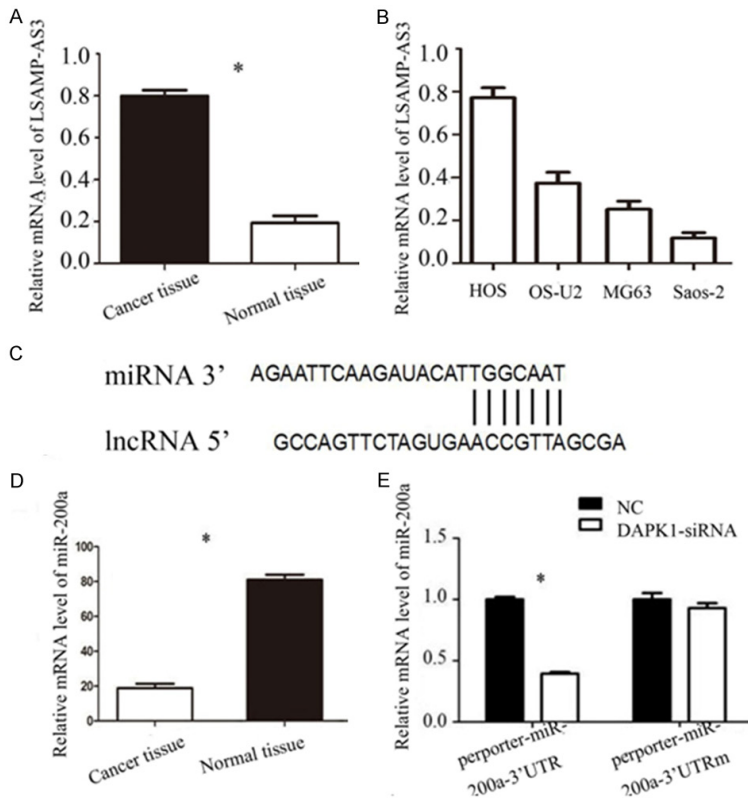 A
Relative mRNA level of LSAMP-AS3
1.0
0.8
0.6
0.4
0.2
0.0
*
Cancer tissue
Normal tissue
B
Relative mRNA level of LSAMP-AS3
1.0
0.8
0.6
0.4
0.2
0.0
HOS
OS-U2
MG63
Saos-2
C
miRNA 3’ AGAATTCAAGAUACATTGGCAAT
lncRNA 5’ GCCAGTTCTAGUGAACCGTTAGCGA
D
Relative mRNA level of miR-200a
100
80
60
40
20
0
*
Cancer tissue
Normal tissue
E
Relative mRNA level of miR-200a
1.5
1.0
0.5
0.0
*
NC
DAPK1-siRNA
perporter-miR-
200a-3’UTR
perporter-miR-
200a-3’UTRm